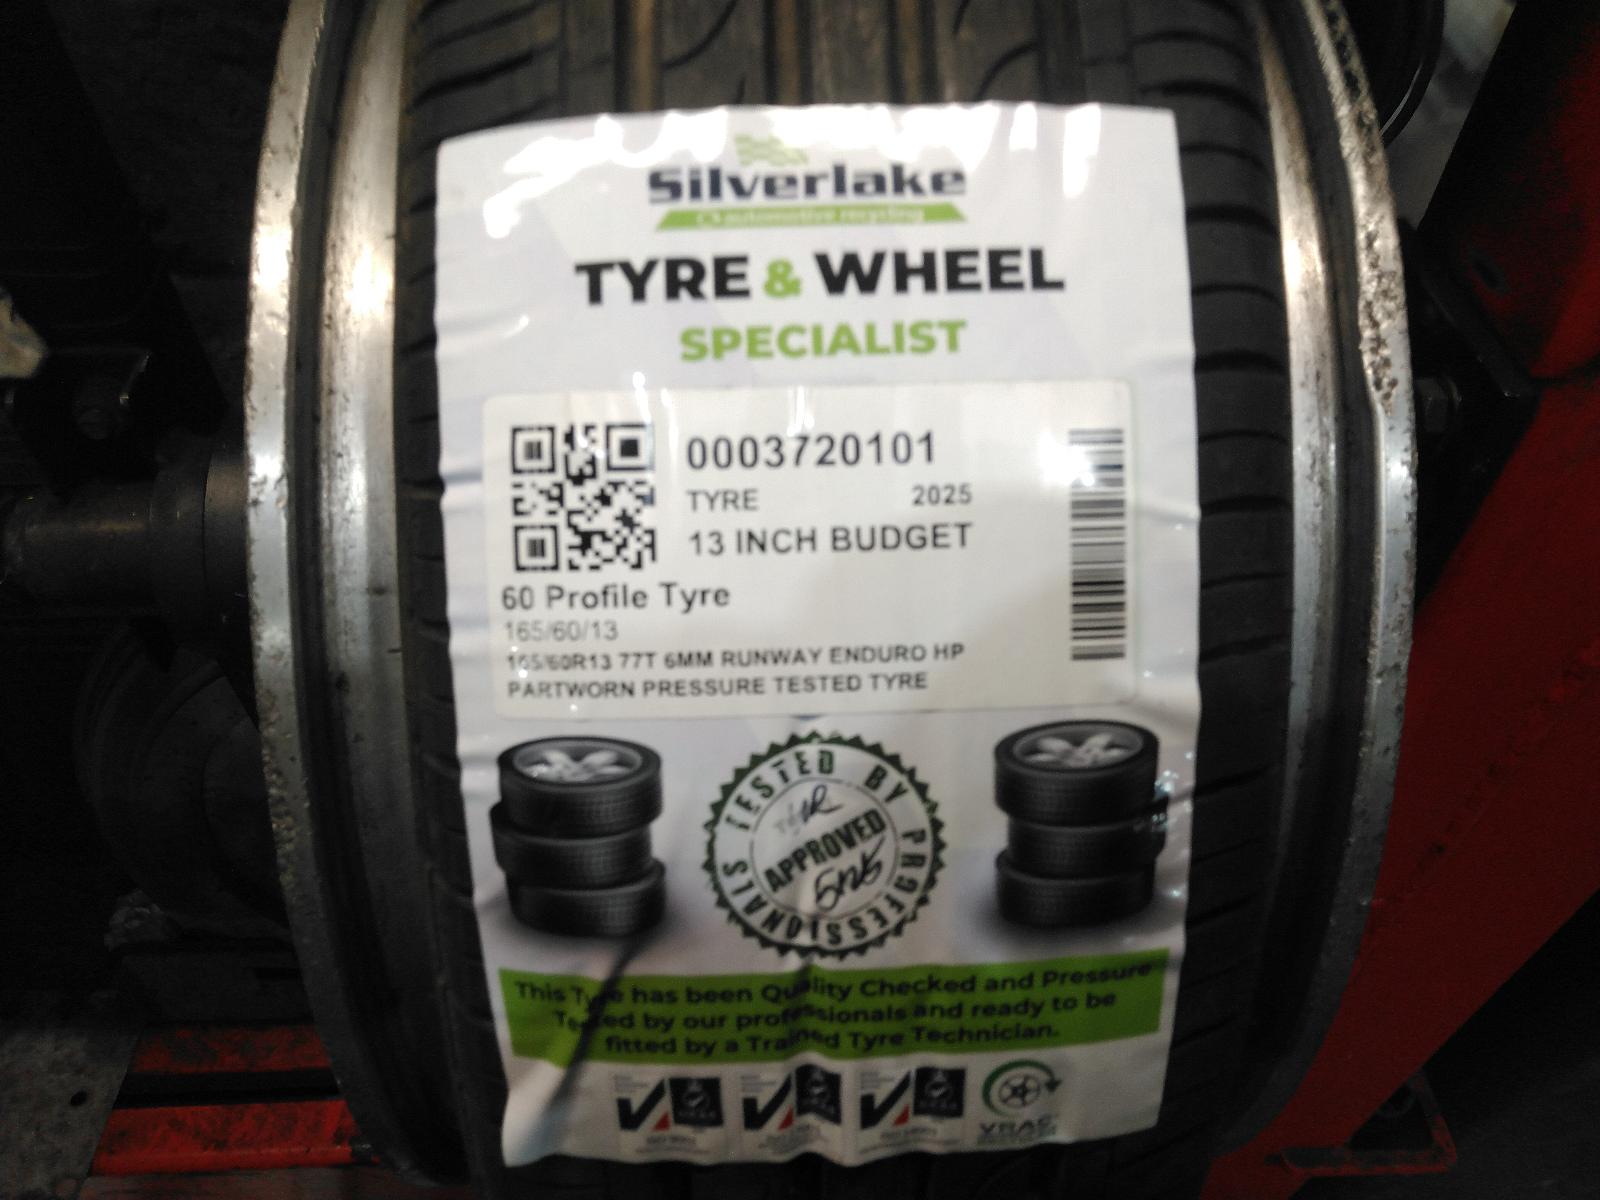 Silverlake
automotive recycling
TYRE & WHEEL
SPECIALIST
0003720101
TYRE 2025
13 INCH BUDGET
60 Profile Tyre
165/60/13
165/60R13 77T 6MM RUNWAY ENDURO HP
PARTWORN PRESSURE TESTED TYRE
TESTED BY PROFESSIONALS
APPROVED
This Tyre has been Quality Checked and Pressure
Tested by our professionals and ready to be
fitted by a Trained Tyre Technician.
VRAC